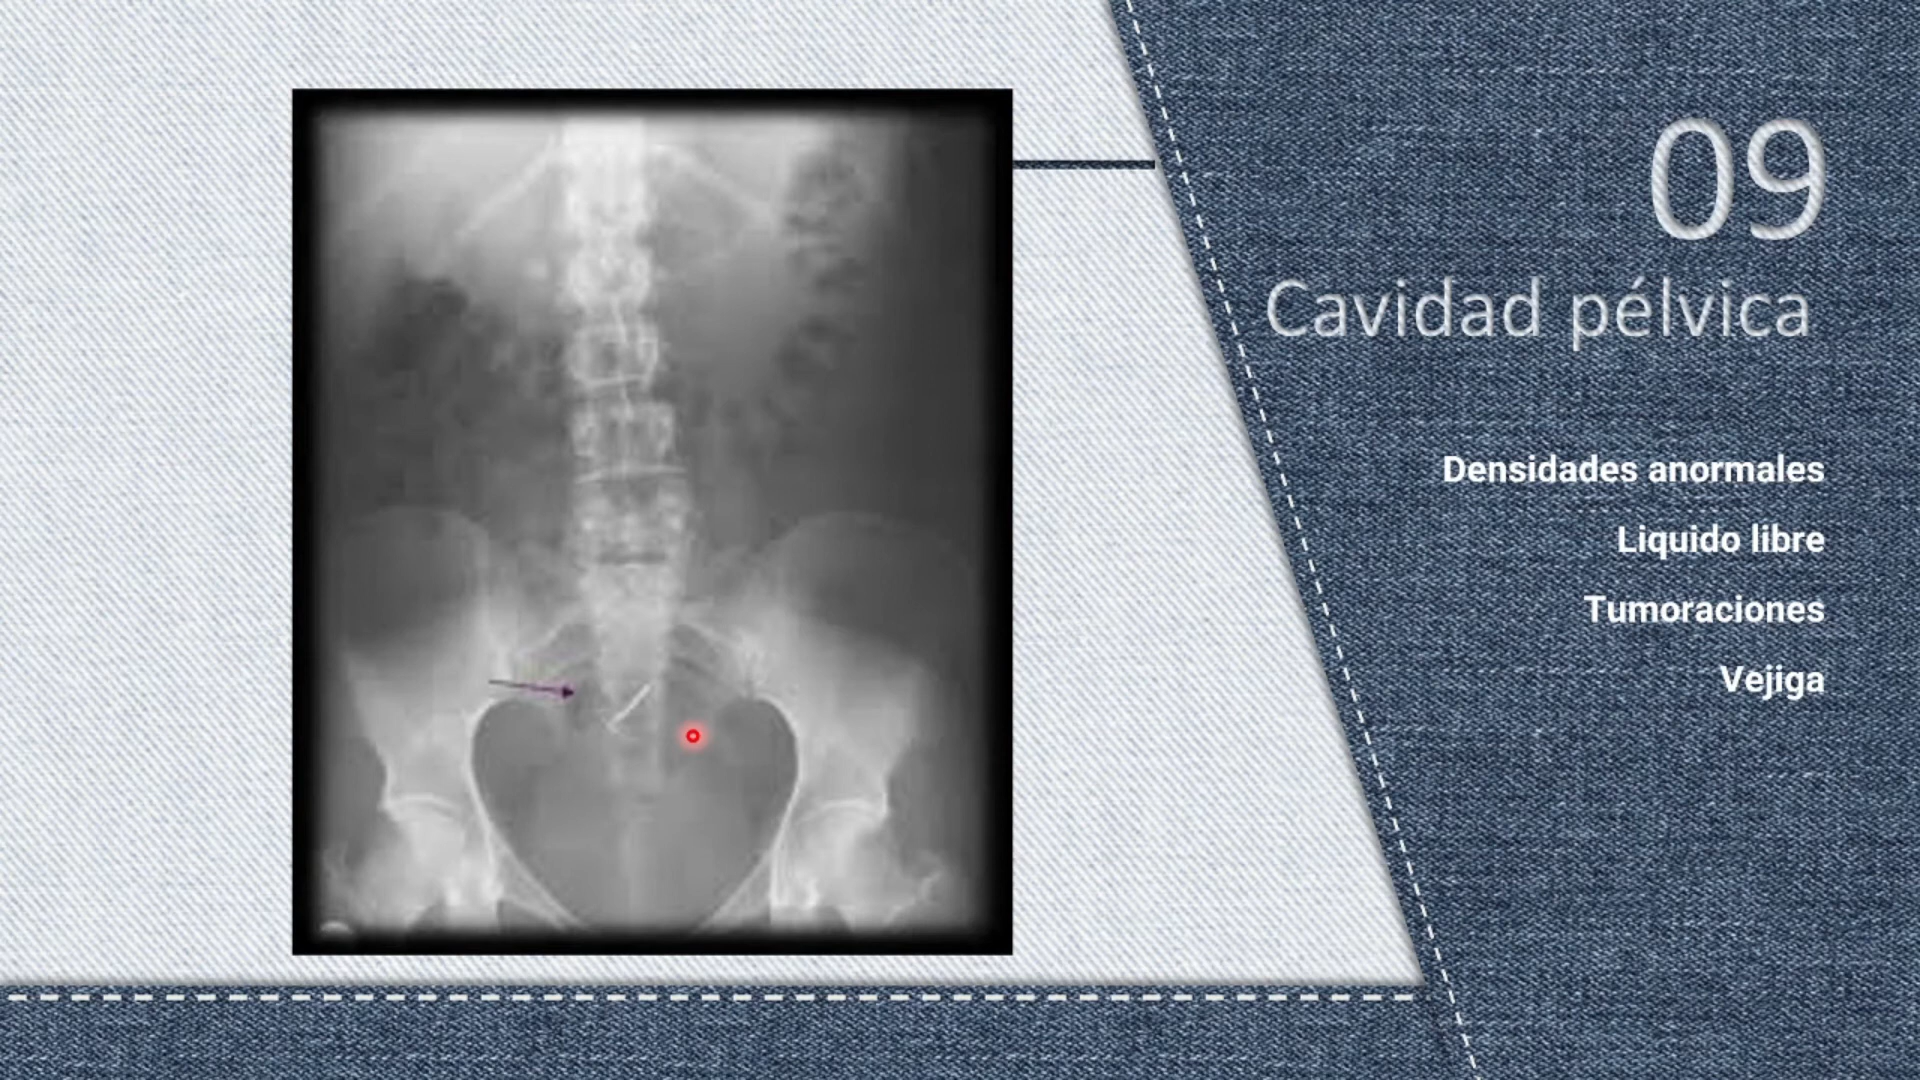 09
Cavidad pélvica
Densidades anormales
Liquido libre
Tumoraciones
Vejiga